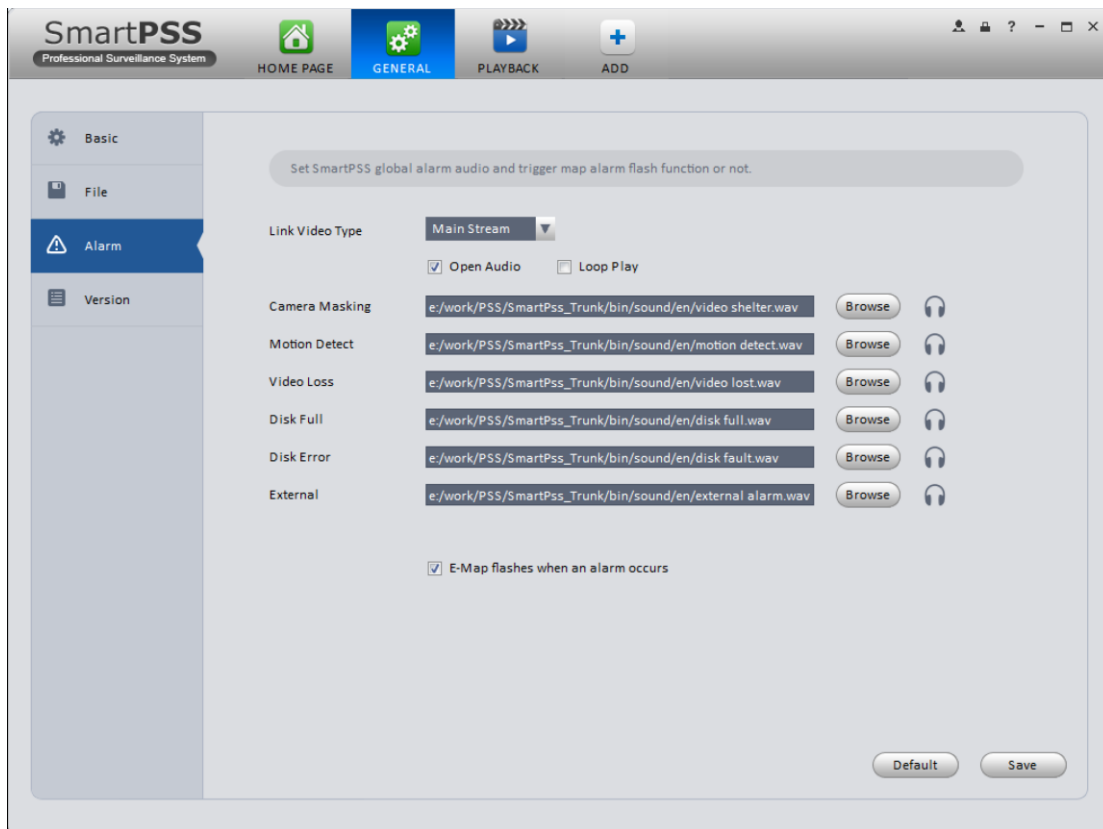 SmartPSS
Professional Surveillance System
HOME PAGE
GENERAL
PLAYBACK
ADD
?
Basic
File
Alarm
Version
Set SmartPSS global alarm audio and trigger map alarm flash function or not.
Link Video Type Main Stream
Open Audio Loop Play
Camera Masking e:/work/PSS/SmartPss_Trunk/bin/sound/en/video shelter.wav Browse
Motion Detect e:/work/PSS/SmartPss_Trunk/bin/sound/en/motion detect.wav Browse
Video Loss e:/work/PSS/SmartPss_Trunk/bin/sound/en/video lost.wav Browse
Disk Full e:/work/PSS/SmartPss_Trunk/bin/sound/en/disk full.wav Browse
Disk Error e:/work/PSS/SmartPss_Trunk/bin/sound/en/disk fault.wav Browse
External e:/work/PSS/SmartPss_Trunk/bin/sound/en/external alarm.wav Browse
E-Map flashes when an alarm occurs
Default Save